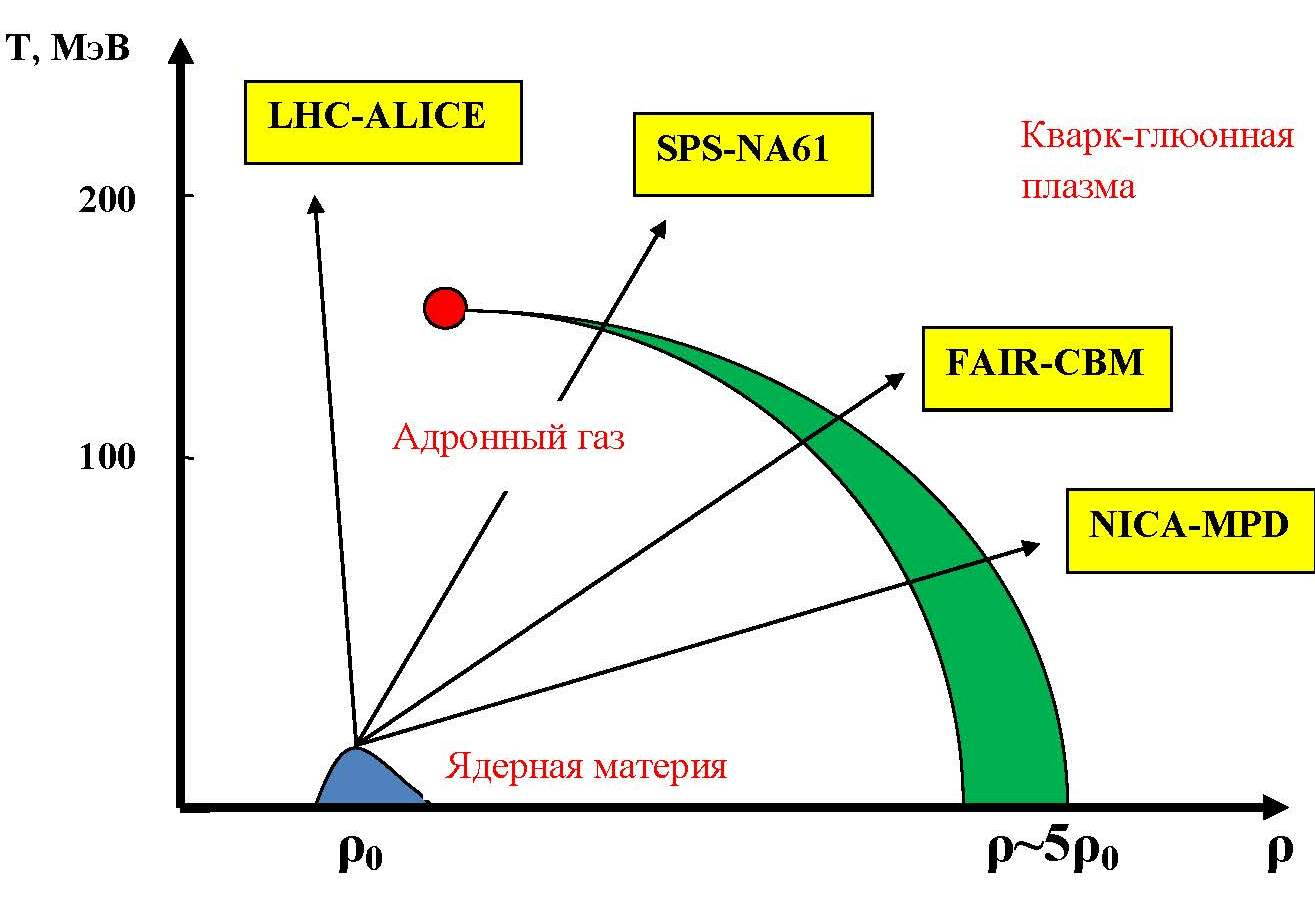 T, МэВ
LHC-ALICE
SPS-NA61
Кварк-глюонная
плазма
200
FAIR-CBM
Адронный газ
100
NICA-MPD
Ядерная материя
ρ₀
ρ~5ρ₀
ρ